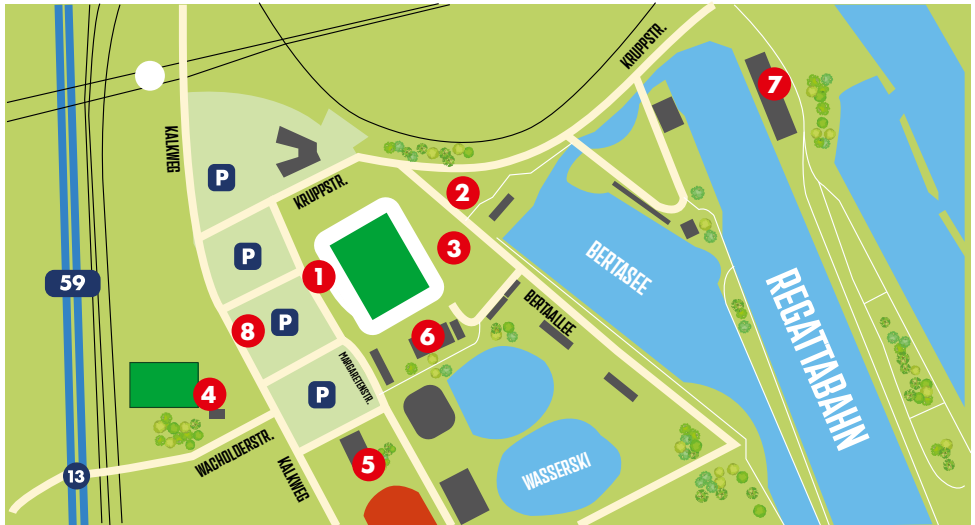 KRUPPSTR.
7
KALKWEG
P
KRUPPSTR.
2
3
P
1
BERTASEE
59
REGATTABAHN
BERTAALLEE
P
8
6
MARGARETENSTR.
4
P
WACHOLDERSTR.
5
WASSERSKI
13
KALKWEG